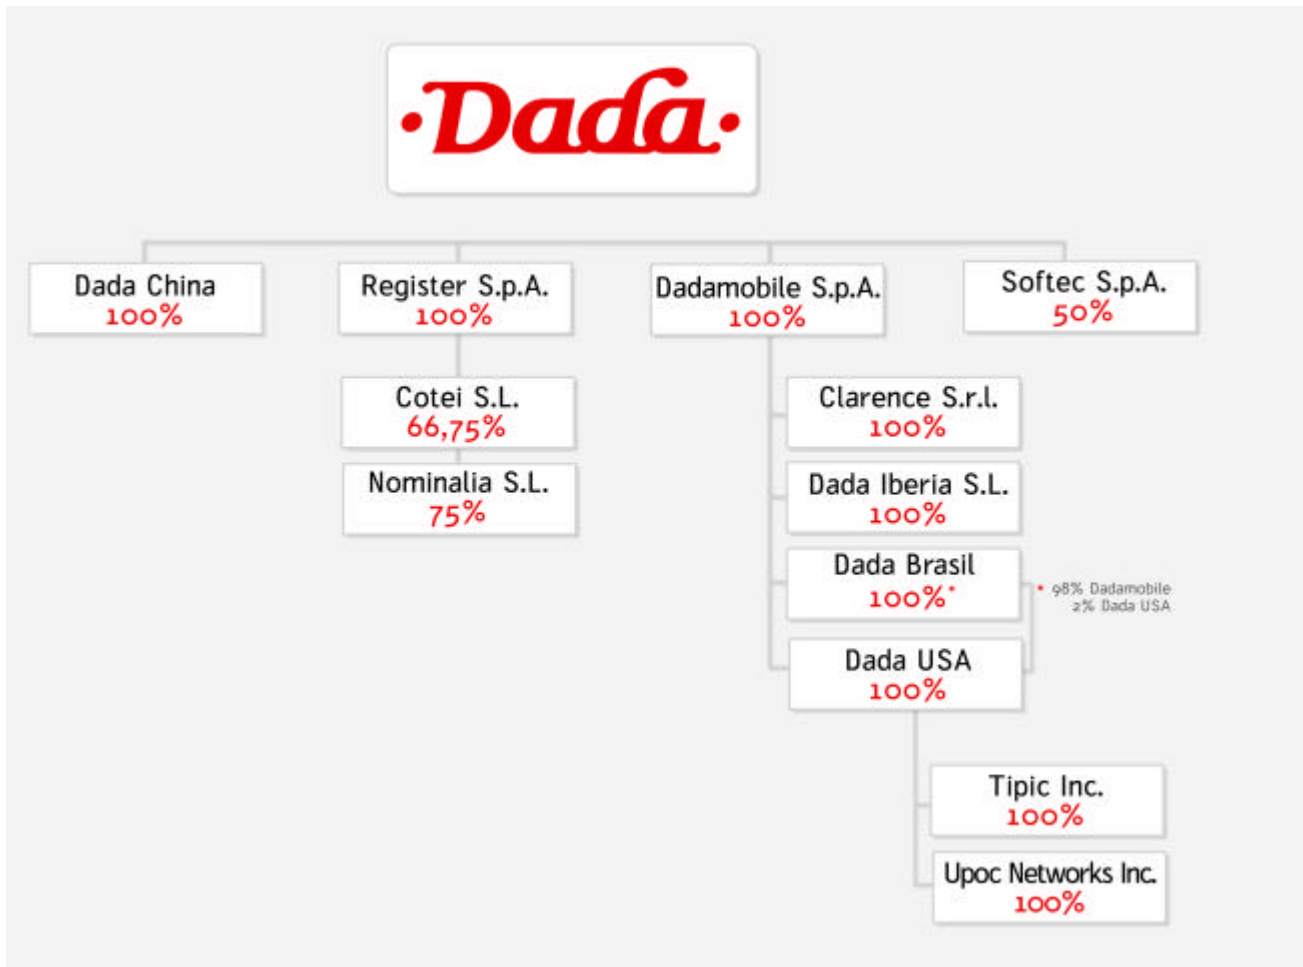 ·Dada·
Dada China
100%
Register S.p.A.
100%
Dadamobile S.p.A.
100%
Softec S.p.A.
50%
Cotei S.L.
66,75%
Nominalia S.L.
75%
Clarence S.r.l.
100%
Dada Iberia S.L.
100%
Dada Brasil
100%*
* 98% Dadamobile
2% Dada USA
Dada USA
100%
Tipic Inc.
100%
Upoc Networks Inc.
100%